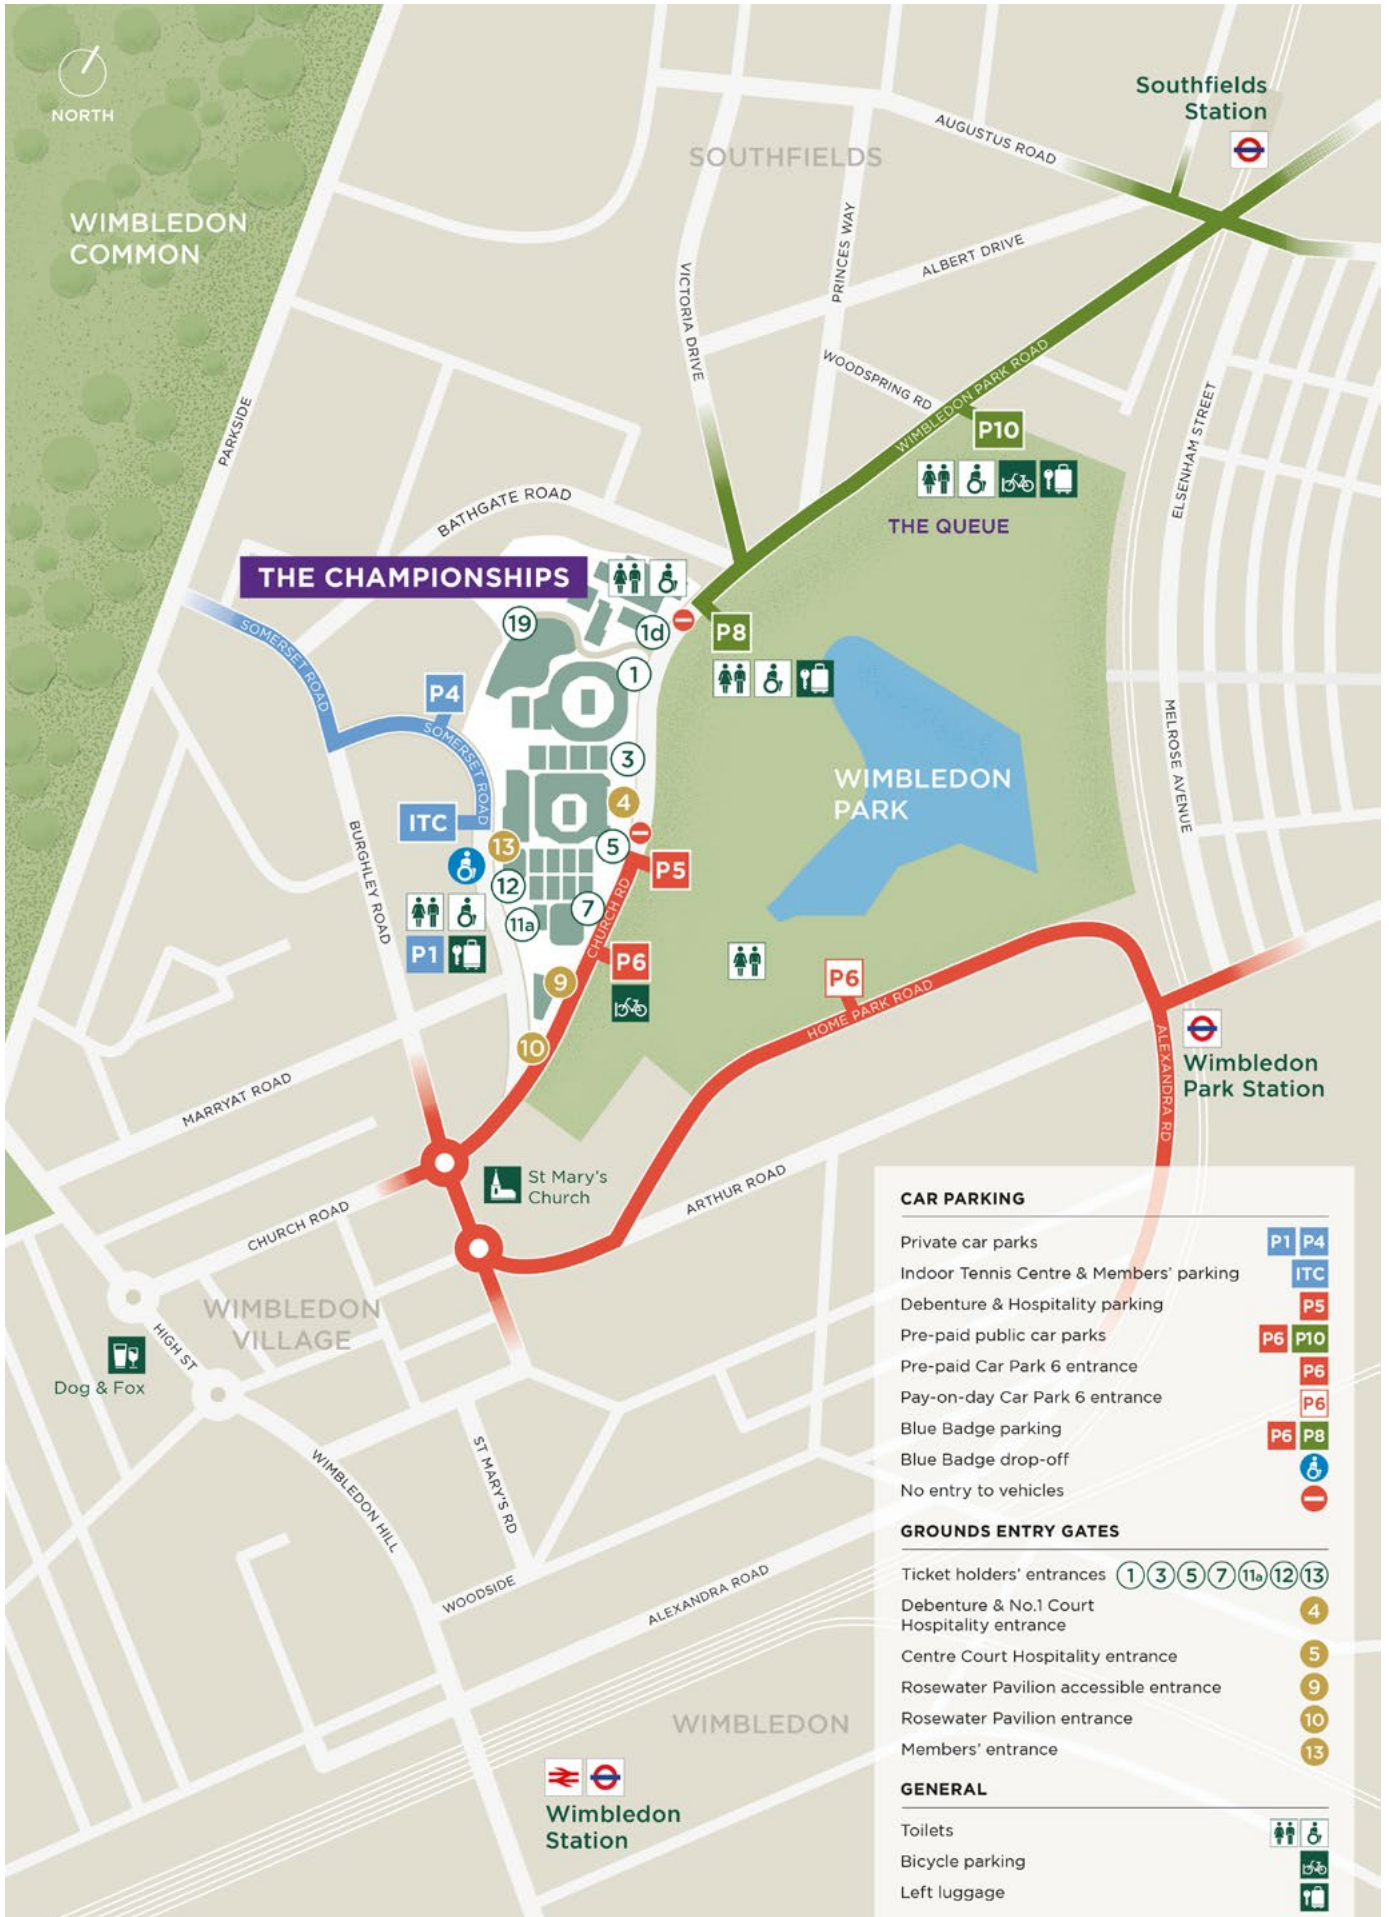 NORTH
Southfields
Station
AUGUSTUS ROAD
SOUTHFIELDS
WIMBLEDON
COMMON
PRINCES WAY
ALBERT DRIVE
VICTORIA DRIVE
WOODSPRING RD
WIMBLEDON PARK ROAD
PARKSIDE
ELSENHAM STREET
P10
BATHGATE ROAD
THE QUEUE
THE CHAMPIONSHIPS
19
1d
P8
1
SOMERSET ROAD
P4
SOMERSET ROAD
3
MELROSE AVENUE
WIMBLEDON
PARK
4
ITC
13
5
BURGHLEY ROAD
P5
12
7
11a
CHURCH RD
P1
P6
P6
9
HOME PARK ROAD
10
ALEXANDRA RD
Wimbledon
Park Station
MARRYAT ROAD
St Mary's
Church
ARTHUR ROAD
CHURCH ROAD
WIMBLEDON
VILLAGE
HIGH ST
Dog & Fox
WIMBLEDON HILL
ST MARY'S RD
WOODSIDE
ALEXANDRA ROAD
WIMBLEDON
Wimbledon
Station
CAR PARKING
Private car parks P1 P4
Indoor Tennis Centre & Members' parking ITC
Debenture & Hospitality parking P5
Pre-paid public car parks P6 P10
Pre-paid Car Park 6 entrance P6
Pay-on-day Car Park 6 entrance P6
Blue Badge parking P6 P8
Blue Badge drop-off
No entry to vehicles
GROUNDS ENTRY GATES
Ticket holders' entrances 1 3 5 7 11a 12 13
Debenture & No.1 Court
Hospitality entrance 4
Centre Court Hospitality entrance 5
Rosewater Pavilion accessible entrance 9
Rosewater Pavilion entrance 10
Members' entrance 13
GENERAL
Toilets
Bicycle parking
Left luggage